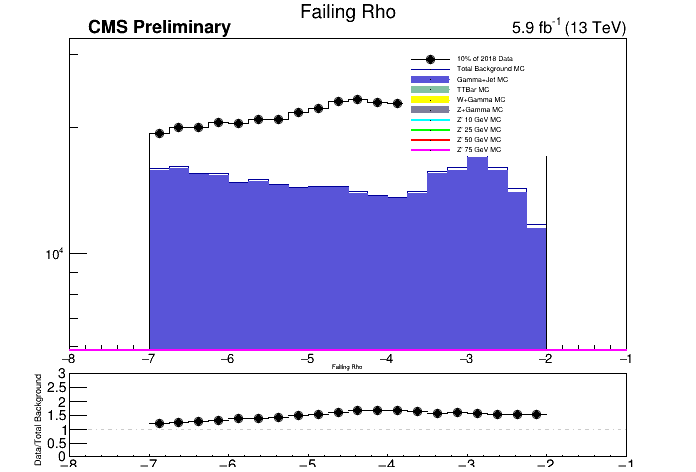 Failing Rho
CMS Preliminary
5.9 fb-1 (13 TeV)
10% of 2018 Data
Total Background MC
Gamma+Jet MC
TTBar MC
W+Gamma MC
Z+Gamma MC
Z' 10 GeV MC
Z' 25 GeV MC
Z' 50 GeV MC
Z' 75 GeV MC
10^4
−8 −7 −6 −5 −4 −3 −2 −1
Failing Rho
Data/Total Background
3
2.5
2
1.5
1
0.5
0
−8 −7 −6 −5 −4 −3 −2 −1